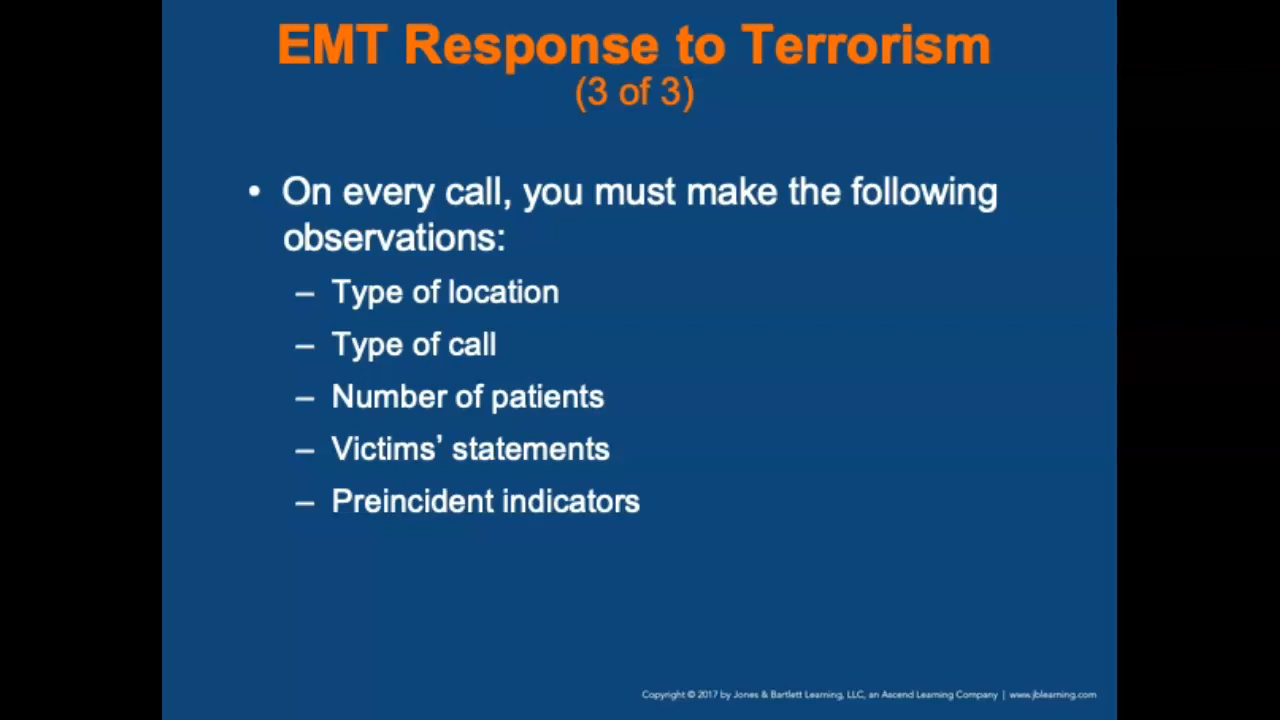 EMT Response to Terrorism
(3 of 3)
• On every call, you must make the following
observations:
– Type of location
– Type of call
– Number of patients
– Victims’ statements
– Preincident indicators
Copyright © 2017 by Jones & Bartlett Learning, LLC, an Ascend Learning Company | www.jblearning.com